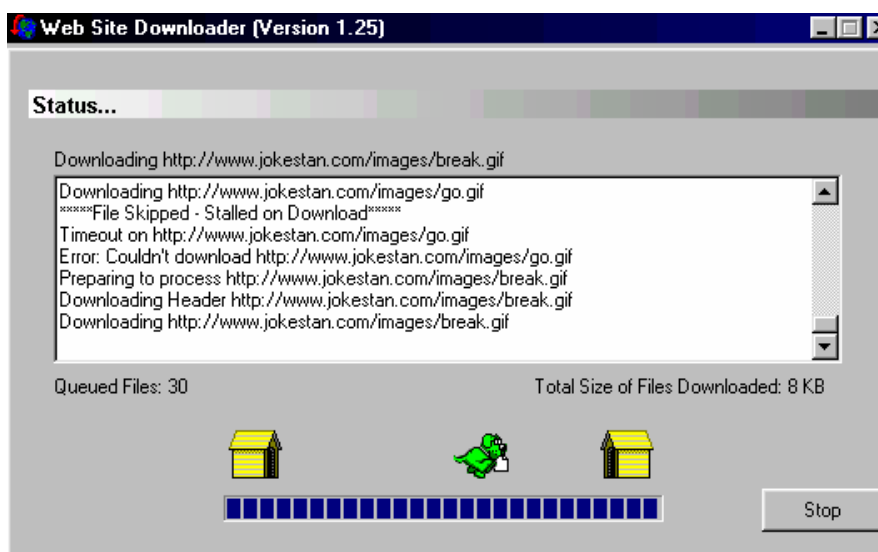 Web Site Downloader (Version 1.25)
Status...
Downloading http://www.jokestan.com/images/break.gif
Downloading http://www.jokestan.com/images/go.gif
*****File Skipped - Stalled on Download*****
Timeout on http://www.jokestan.com/images/go.gif
Error: Couldn't download http://www.jokestan.com/images/go.gif
Preparing to process http://www.jokestan.com/images/break.gif
Downloading Header http://www.jokestan.com/images/break.gif
Downloading http://www.jokestan.com/images/break.gif
Queued Files: 30 Total Size of Files Downloaded: 8 KB
Stop